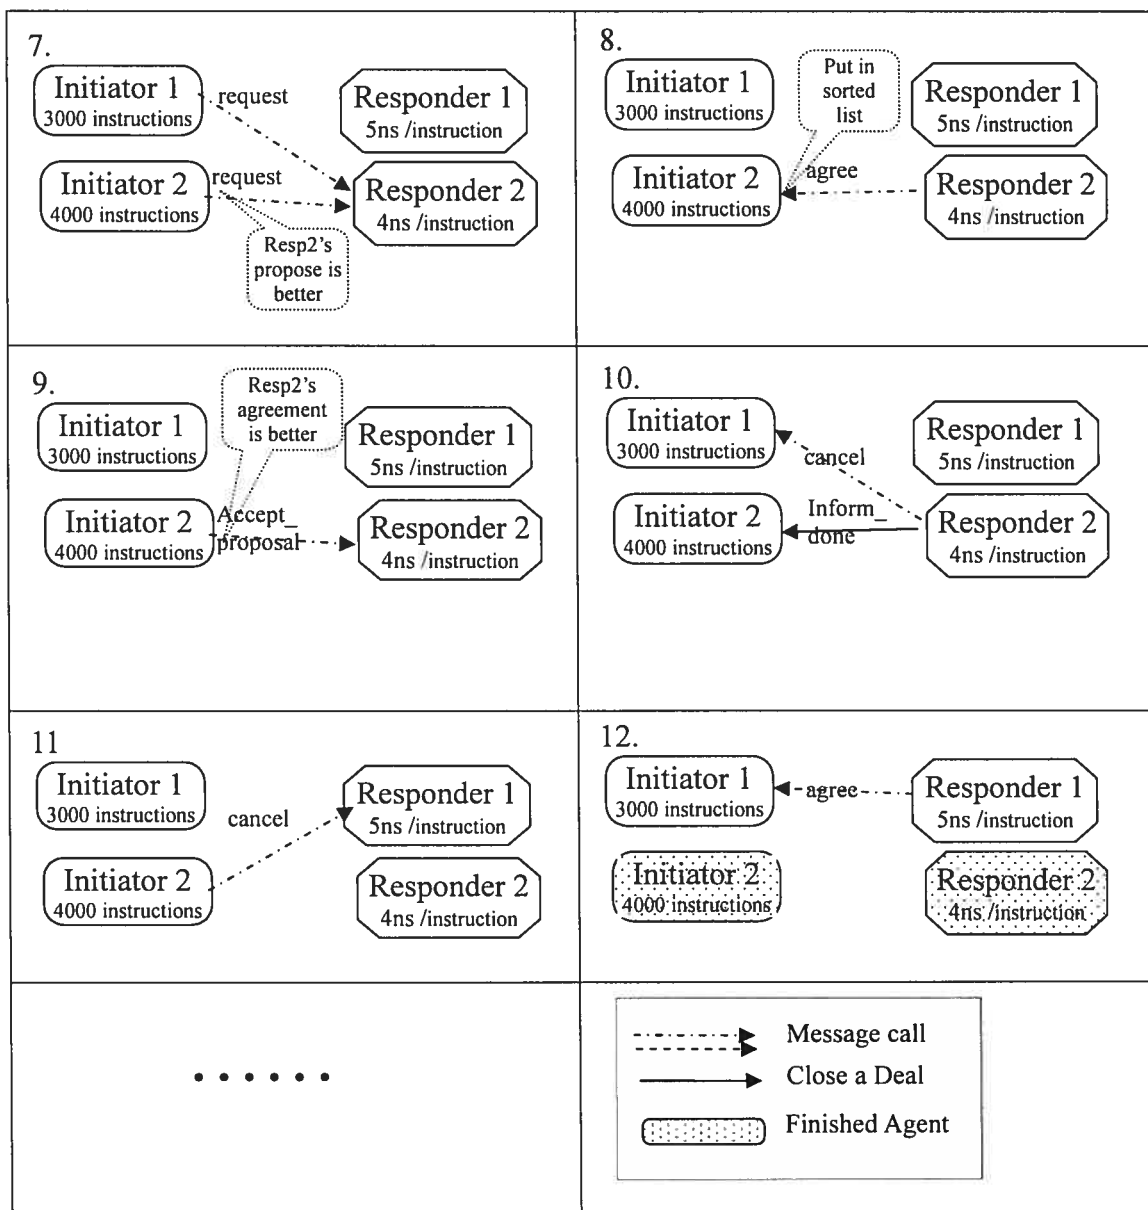 7.
Initiator 1
3000 instructions
request
Responder 1
5ns /instruction
Initiator 2
4000 instructions
request
Responder 2
4ns /instruction
Resp2's
propose is
better
8.
Initiator 1
3000 instructions
Put in
sorted
list
Responder 1
5ns /instruction
Initiator 2
4000 instructions
agree
Responder 2
4ns /instruction
9.
Resp2's
agreement
is better
Initiator 1
3000 instructions
Responder 1
5ns /instruction
Initiator 2
4000 instructions
Accept_
proposal
Responder 2
4ns /instruction
10.
Initiator 1
3000 instructions
cancel
Responder 1
5ns /instruction
Initiator 2
4000 instructions
Inform_
done
Responder 2
4ns /instruction
11
Initiator 1
3000 instructions
cancel
Responder 1
5ns /instruction
Initiator 2
4000 instructions
Responder 2
4ns /instruction
12.
Initiator 1
3000 instructions
agree
Responder 1
5ns /instruction
Initiator 2
4000 instructions
Responder 2
4ns /instruction
......
Message call
Close a Deal
Finished Agent